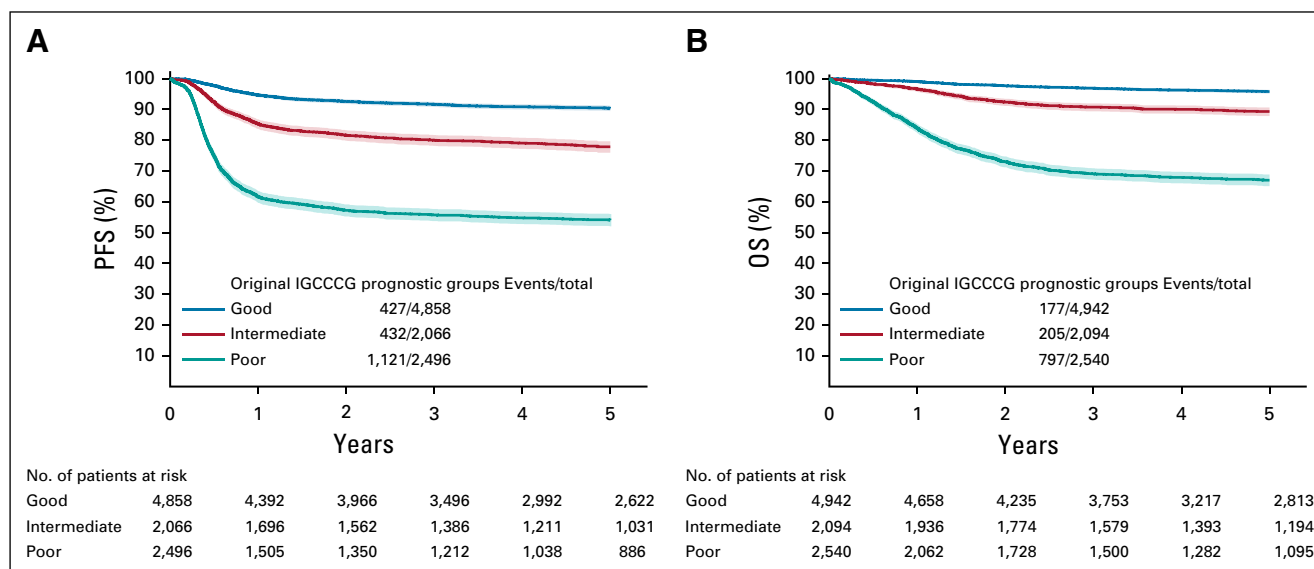 A
100
90
80
70
60
50
40
30
20
10
PFS (%)
Original IGCCCG prognostic groups Events/total
Good 427/4,858
Intermediate 432/2,066
Poor 1,121/2,496
0 1 2 3 4 5
Years
No. of patients at risk
Good 4,858 4,392 3,966 3,496 2,992 2,622
Intermediate 2,066 1,696 1,562 1,386 1,211 1,031
Poor 2,496 1,505 1,350 1,212 1,038 886
B
100
90
80
70
60
50
40
30
20
10
OS (%)
Original IGCCCG prognostic groups Events/total
Good 177/4,942
Intermediate 205/2,094
Poor 797/2,540
0 1 2 3 4 5
Years
No. of patients at risk
Good 4,942 4,658 4,235 3,753 3,217 2,813
Intermediate 2,094 1,936 1,774 1,579 1,393 1,194
Poor 2,540 2,062 1,728 1,500 1,282 1,095